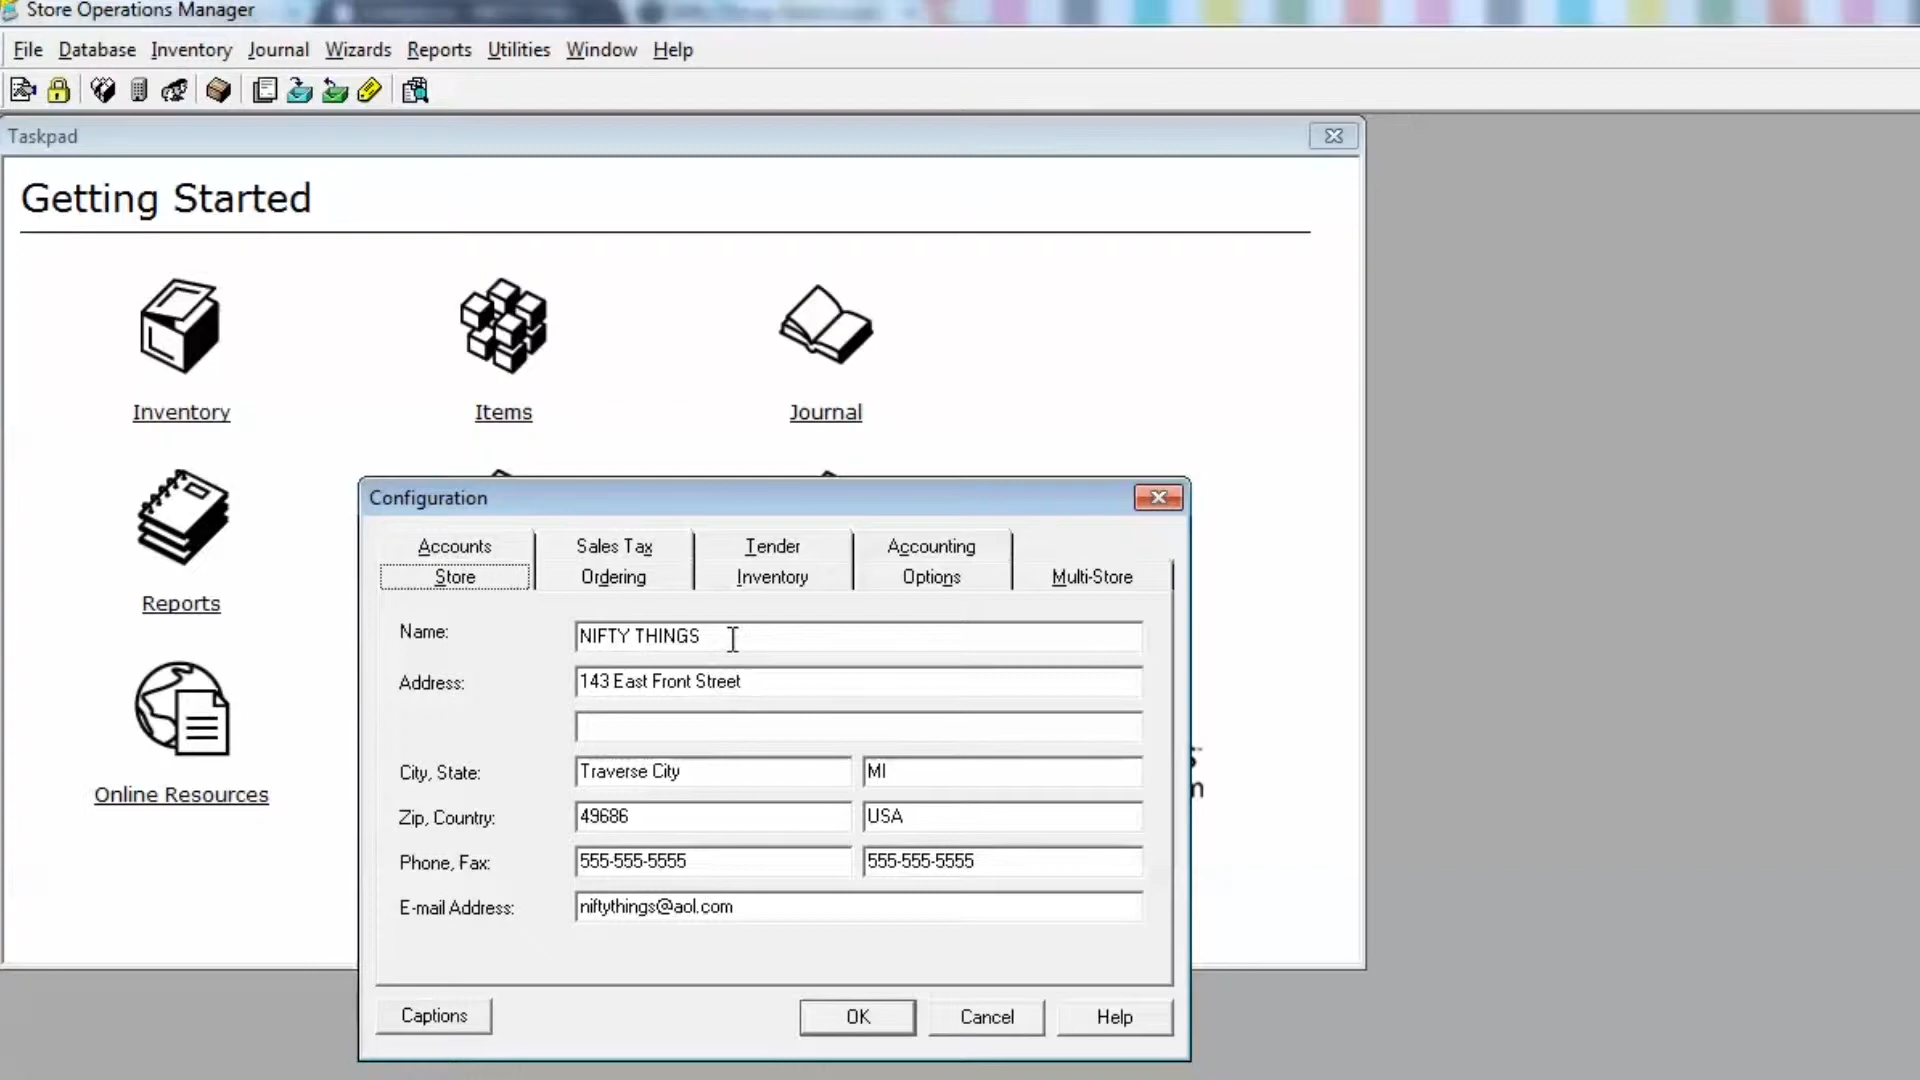 Store Operations Manager
File Database Inventory Journal Wizards Reports Utilities Window Help
Taskpad
Getting Started
Inventory Items Journal
Reports
Online Resources
Configuration
Accounts Sales Tax Tender Accounting
Store Ordering Inventory Options Multi-Store
Name: NIFTY THINGS
Address: 143 East Front Street
City, State: Traverse City MI
Zip, Country: 49686 USA
Phone, Fax: 555-555-5555 555-555-5555
E-mail Address: niftythings@aol.com
Captions OK Cancel Help